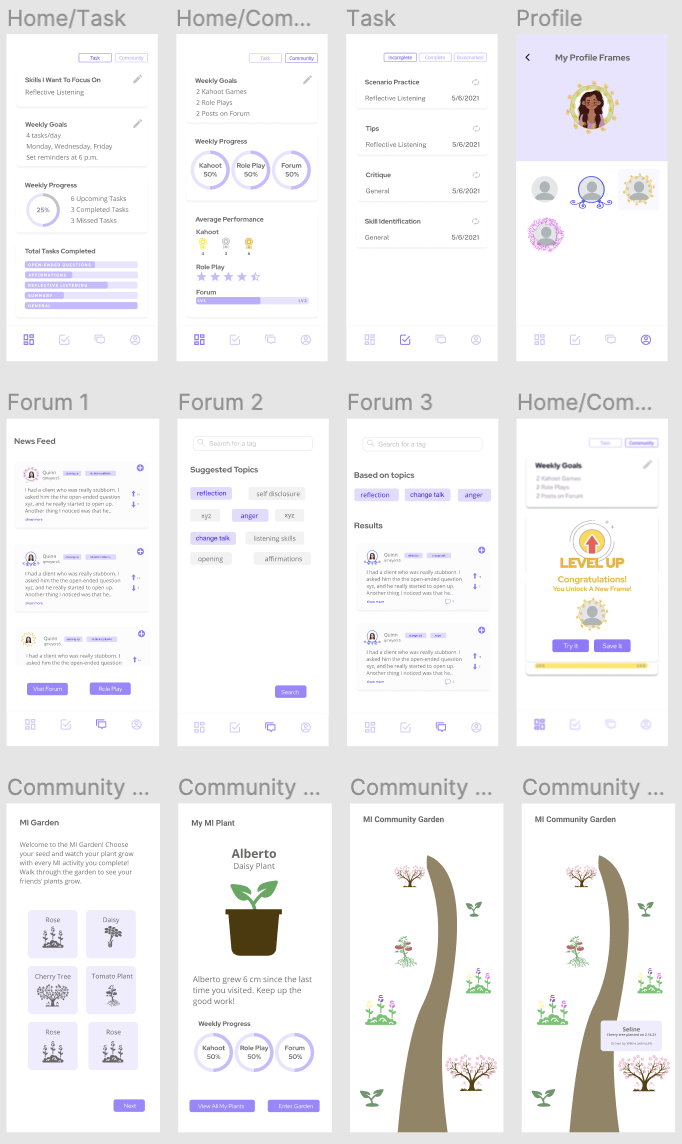 Home/Task
Home/Com...
Task
Profile
Task
Community
Skills I Want To Focus On
Reflective Listening
Weekly Goals
4 tasks/day
Monday, Wednesday, Friday
Set reminders at 6 p.m.
Weekly Progress
25%
6 Upcoming Tasks
3 Completed Tasks
3 Missed Tasks
Total Tasks Completed
OPEN-ENDED QUESTIONS
AFFIRMATIONS
REFLECTIVE LISTENING
SUMMARY
GENERAL
Task
Community
Weekly Goals
2 Kahoot Games
2 Role Plays
2 Posts on Forum
Weekly Progress
Kahoot
50%
Role Play
50%
Forum
50%
Average Performance
Kahoot
Role Play
Forum
Incomplete
Complete
Bookmarked
Scenario Practice
Reflective Listening
5/6/2021
Tips
Reflective Listening
5/6/2021
Critique
General
5/6/2021
Skill Identification
General
5/6/2021
My Profile Frames
Forum 1
Forum 2
Forum 3
Home/Com...
News Feed
Quinn
I had a client who was really stubborn. I
asked him the the open-ended question
xyz, and he really started to open up.
Another thing I noticed was that he..
show more
Quinn
I had a client who was really stubborn. I
asked him the the open-ended question
xyz, and he really started to open up.
Another thing I noticed was that he..
show more
Quinn
I had a client who was really stubborn. I
asked him the the open-ended question
Visit Forum
Role Play
Search for a tag
Suggested Topics
reflection
self disclosure
xyz
anger
xyz
change talk
listening skills
opening
affirmations
Search
Search for a tag
Based on topics
reflection
change talk
anger
Results
Quinn
I had a client who was really stubborn. I
asked him the the open-ended question
xyz, and he really started to open up.
Another thing I noticed was that he..
show more
Quinn
I had a client who was really stubborn. I
asked him the the open-ended question
xyz, and he really started to open up.
Another thing I noticed was that he..
show more
Task
Community
Weekly Goals
2 Kahoot Games
2 Role Plays
2 Posts on Forum
LEVEL UP
Congratulations!
You Unlock A New Frame!
Try It
Save It
Community ...
Community ...
Community ...
Community ...
MI Garden
Welcome to the MI Garden! Choose
your seed and watch your plant grow
with every MI activity you complete!
Walk through the garden to see your
friends' plants grow.
Rose
Daisy
Cherry Tree
Tomato Plant
Rose
Rose
Next
My MI Plant
Alberto
Daisy Plant
Alberto grew 6 cm since the last
time you visited. Keep up the
good work!
Weekly Progress
Kahoot
50%
Role Play
50%
Forum
50%
View All My Plants
Enter Garden
MI Community Garden
MI Community Garden
Seline